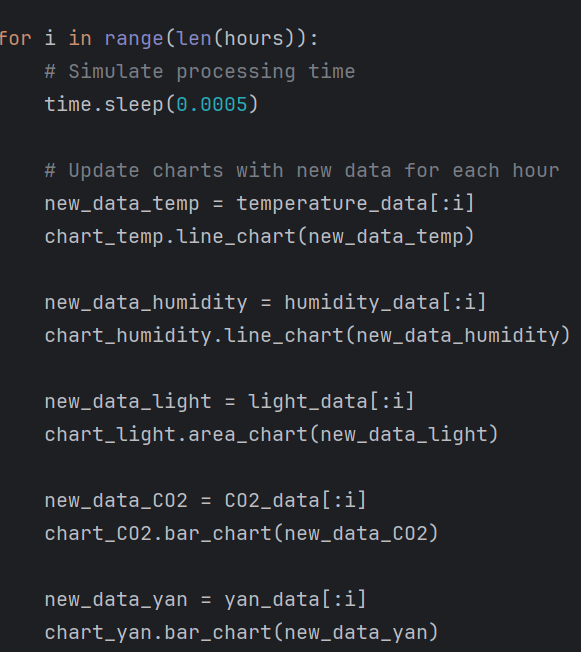 for i in range(len(hours)):
    # Simulate processing time
    time.sleep(0.0005)

    # Update charts with new data for each hour
    new_data_temp = temperature_data[:i]
    chart_temp.line_chart(new_data_temp)

    new_data_humidity = humidity_data[:i]
    chart_humidity.line_chart(new_data_humidity)

    new_data_light = light_data[:i]
    chart_light.area_chart(new_data_light)

    new_data_CO2 = CO2_data[:i]
    chart_CO2.bar_chart(new_data_CO2)

    new_data_yan = yan_data[:i]
    chart_yan.bar_chart(new_data_yan)